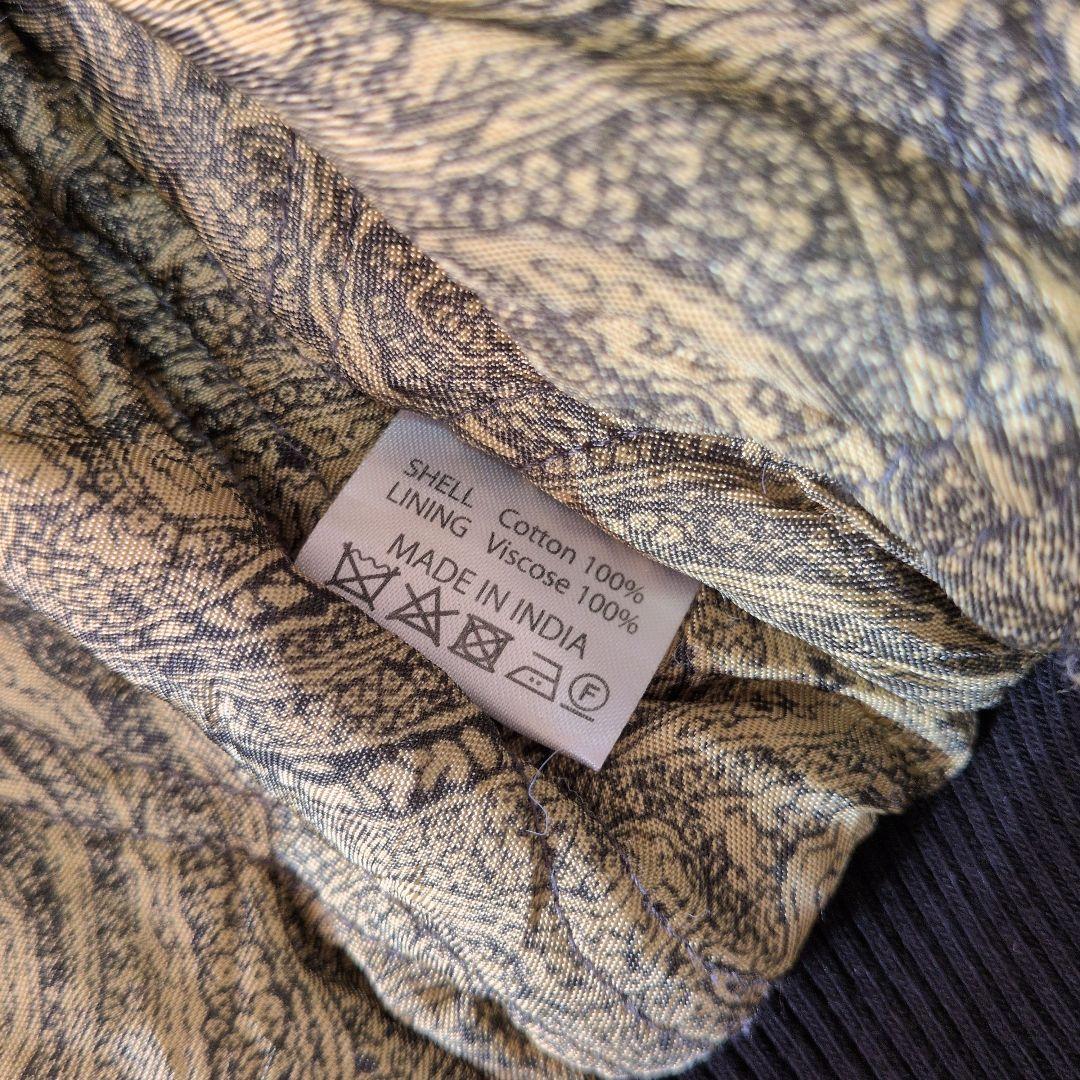 SHELL Cotton 100%
LINING Viscose 100%
MADE IN INDIA
F